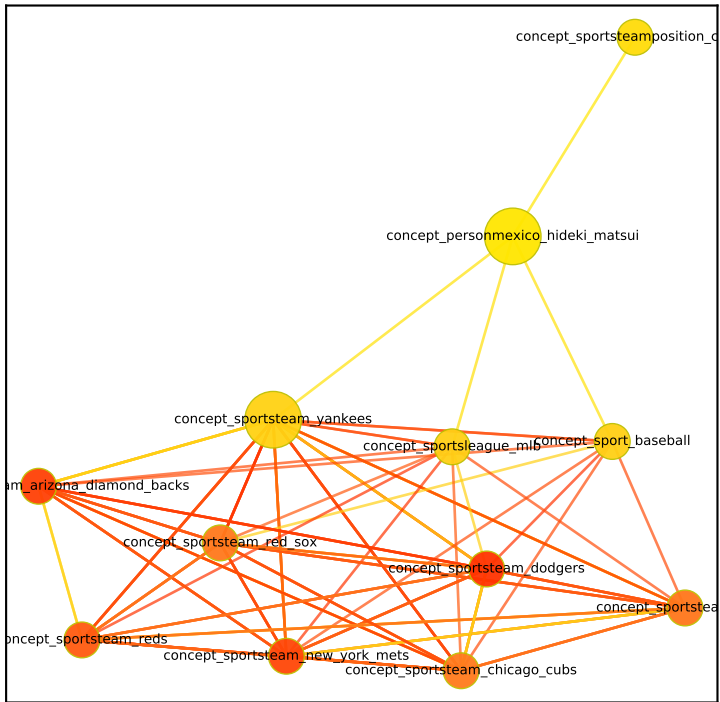 concept_sportsteamposition_c
concept_personmexico_hideki_matsui
concept_sportsteam_yankees
concept_sportsleague_mlb
concept_sport_baseball
am_arizona_diamond_backs
concept_sportsteam_red_sox
concept_sportsteam_dodgers
concept_sportstea
concept_sportsteam_reds
concept_sportsteam_new_york_mets
concept_sportsteam_chicago_cubs